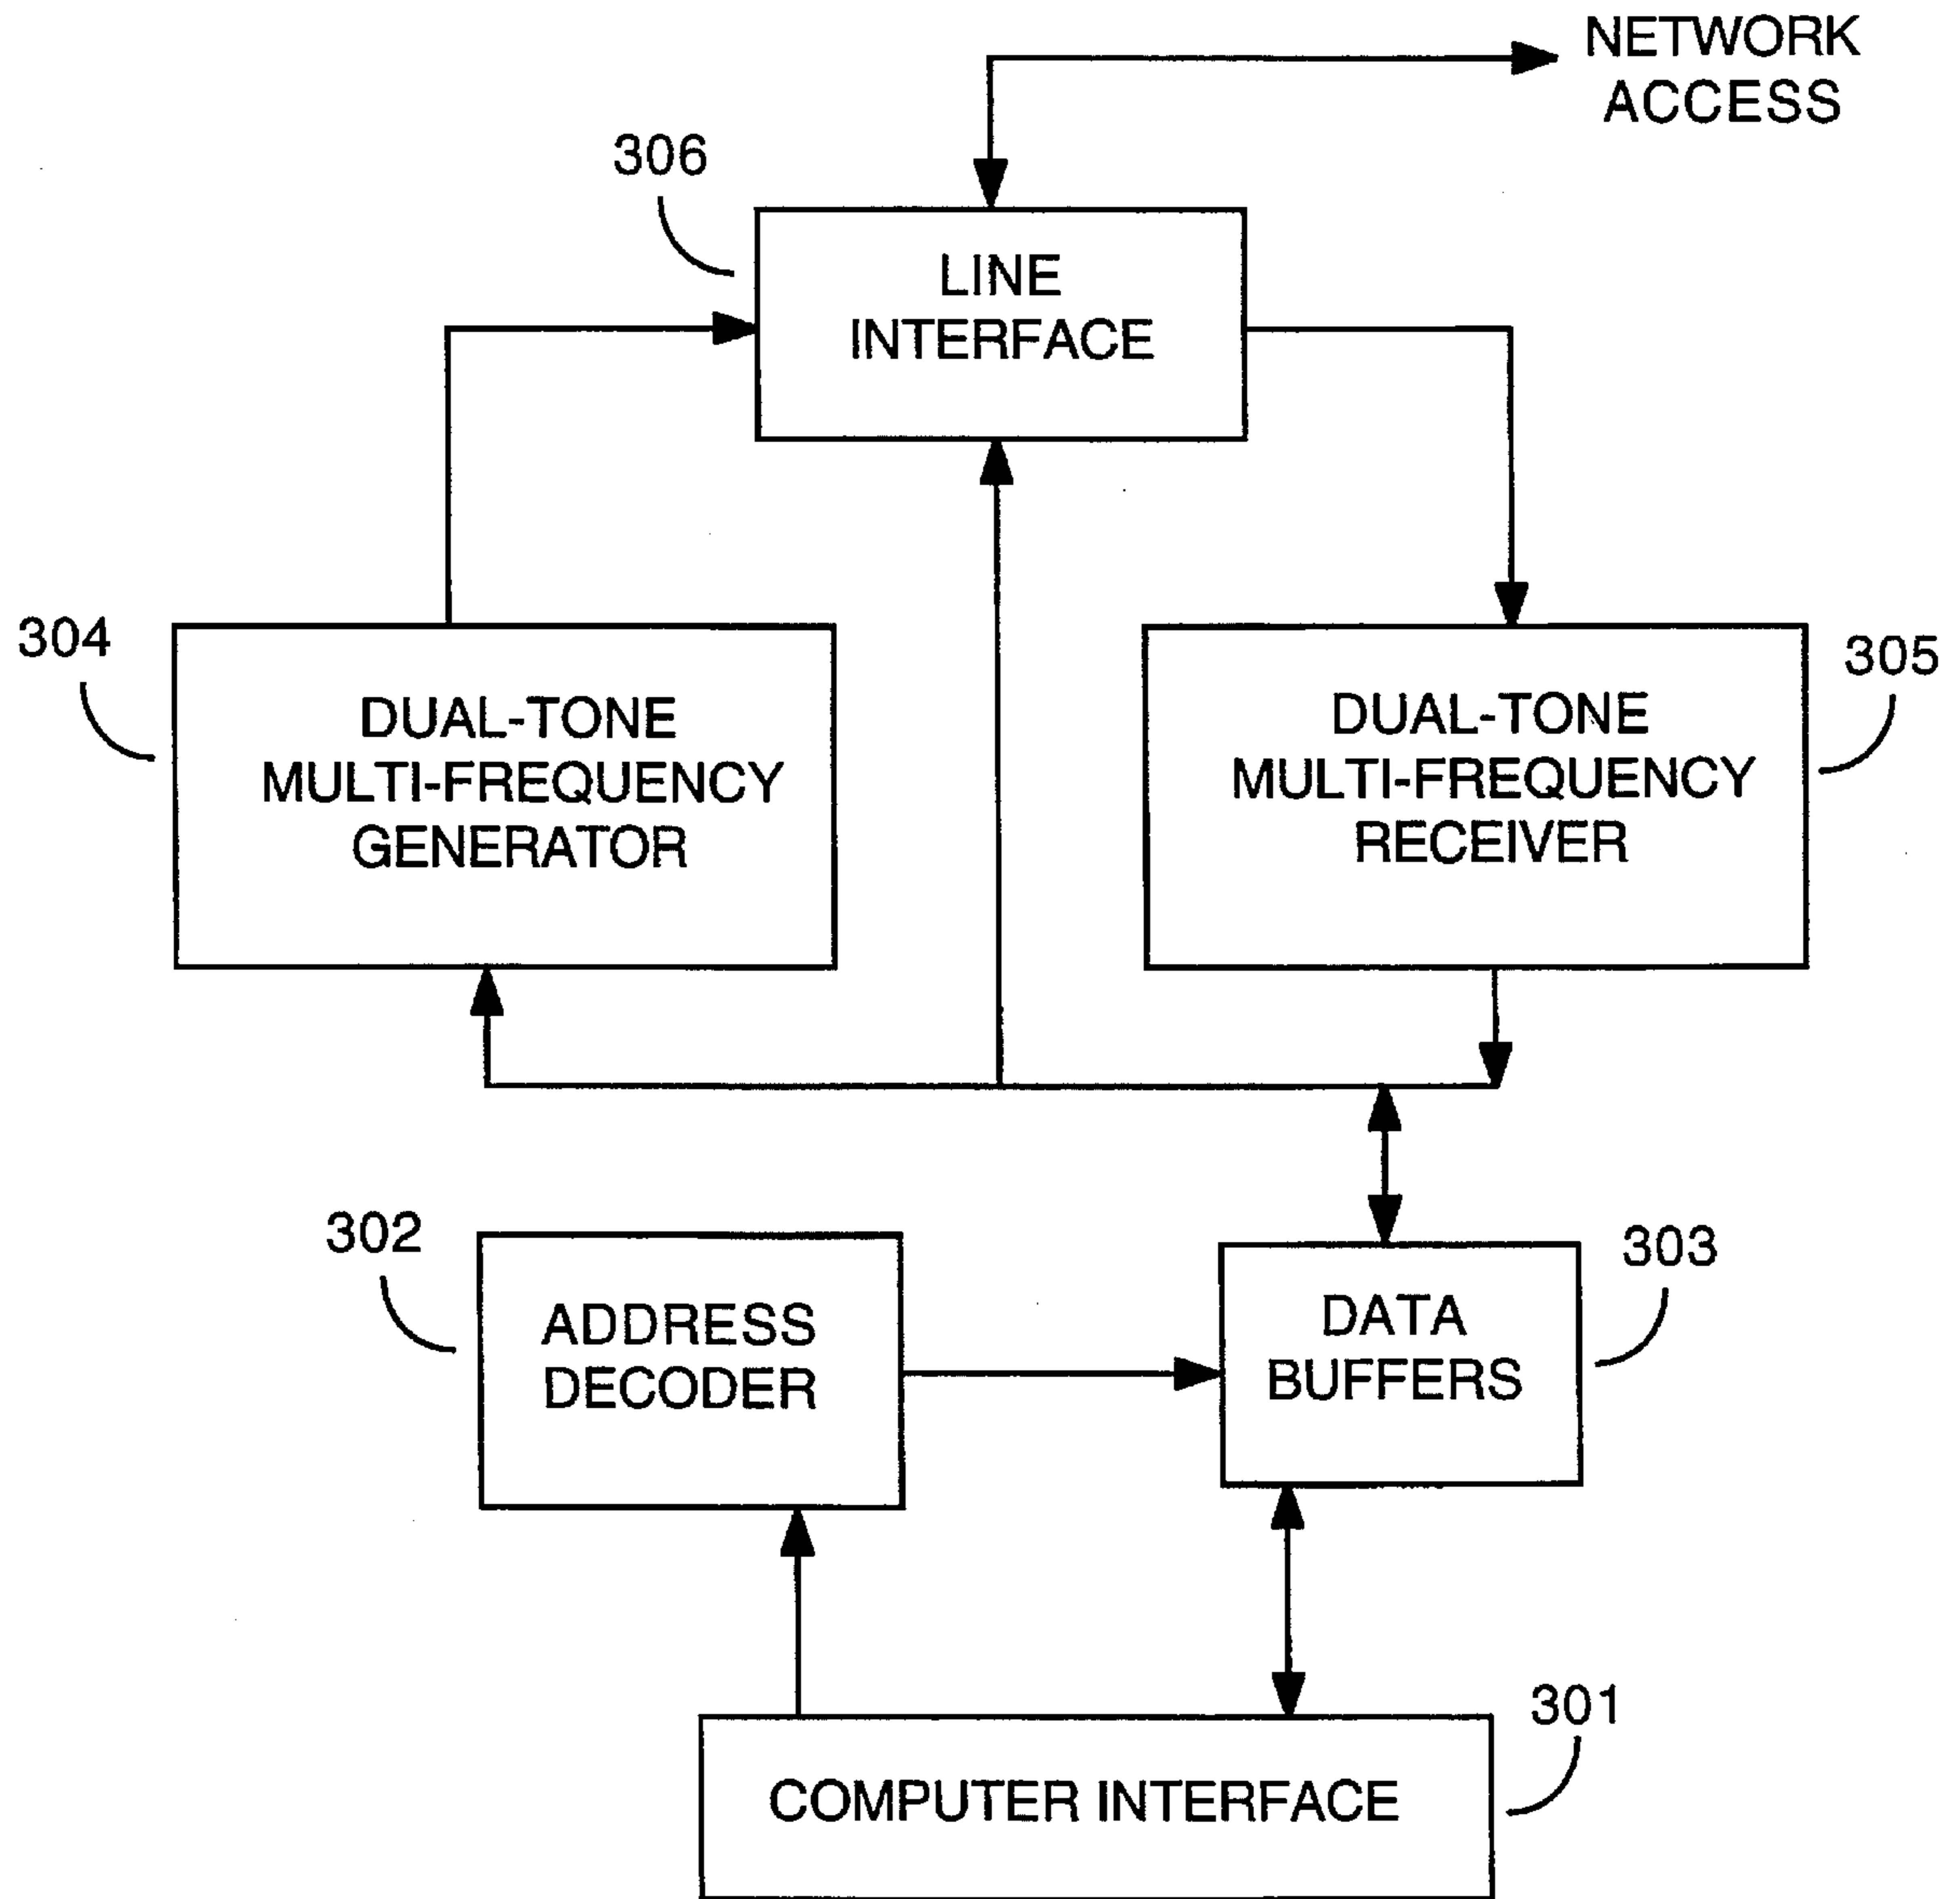 NETWORK
ACCESS
306
LINE
INTERFACE
304
DUAL-TONE
MULTI-FREQUENCY
GENERATOR
305
DUAL-TONE
MULTI-FREQUENCY
RECEIVER
302
ADDRESS
DECODER
303
DATA
BUFFERS
301
COMPUTER INTERFACE